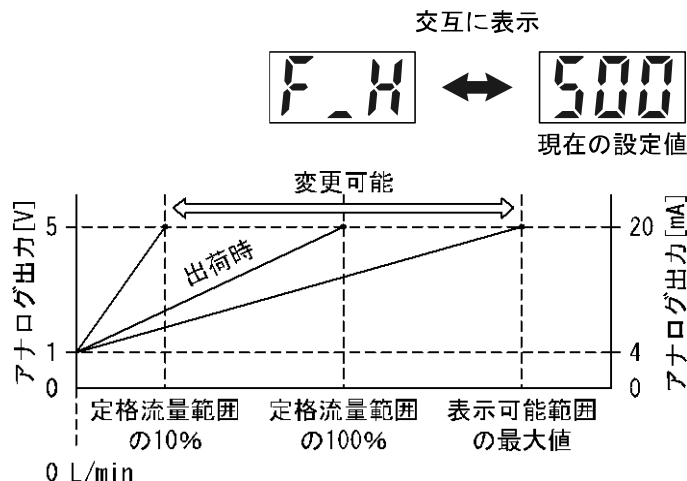 交互に表示
F_H
500
現在の設定値
変更可能
アナログ出力[V]
5
1
0
出荷時
20
4
0
アナログ出力[mA]
定格流量範囲
の10%
定格流量範囲
の100%
表示可能範囲
の最大値
0 L/min